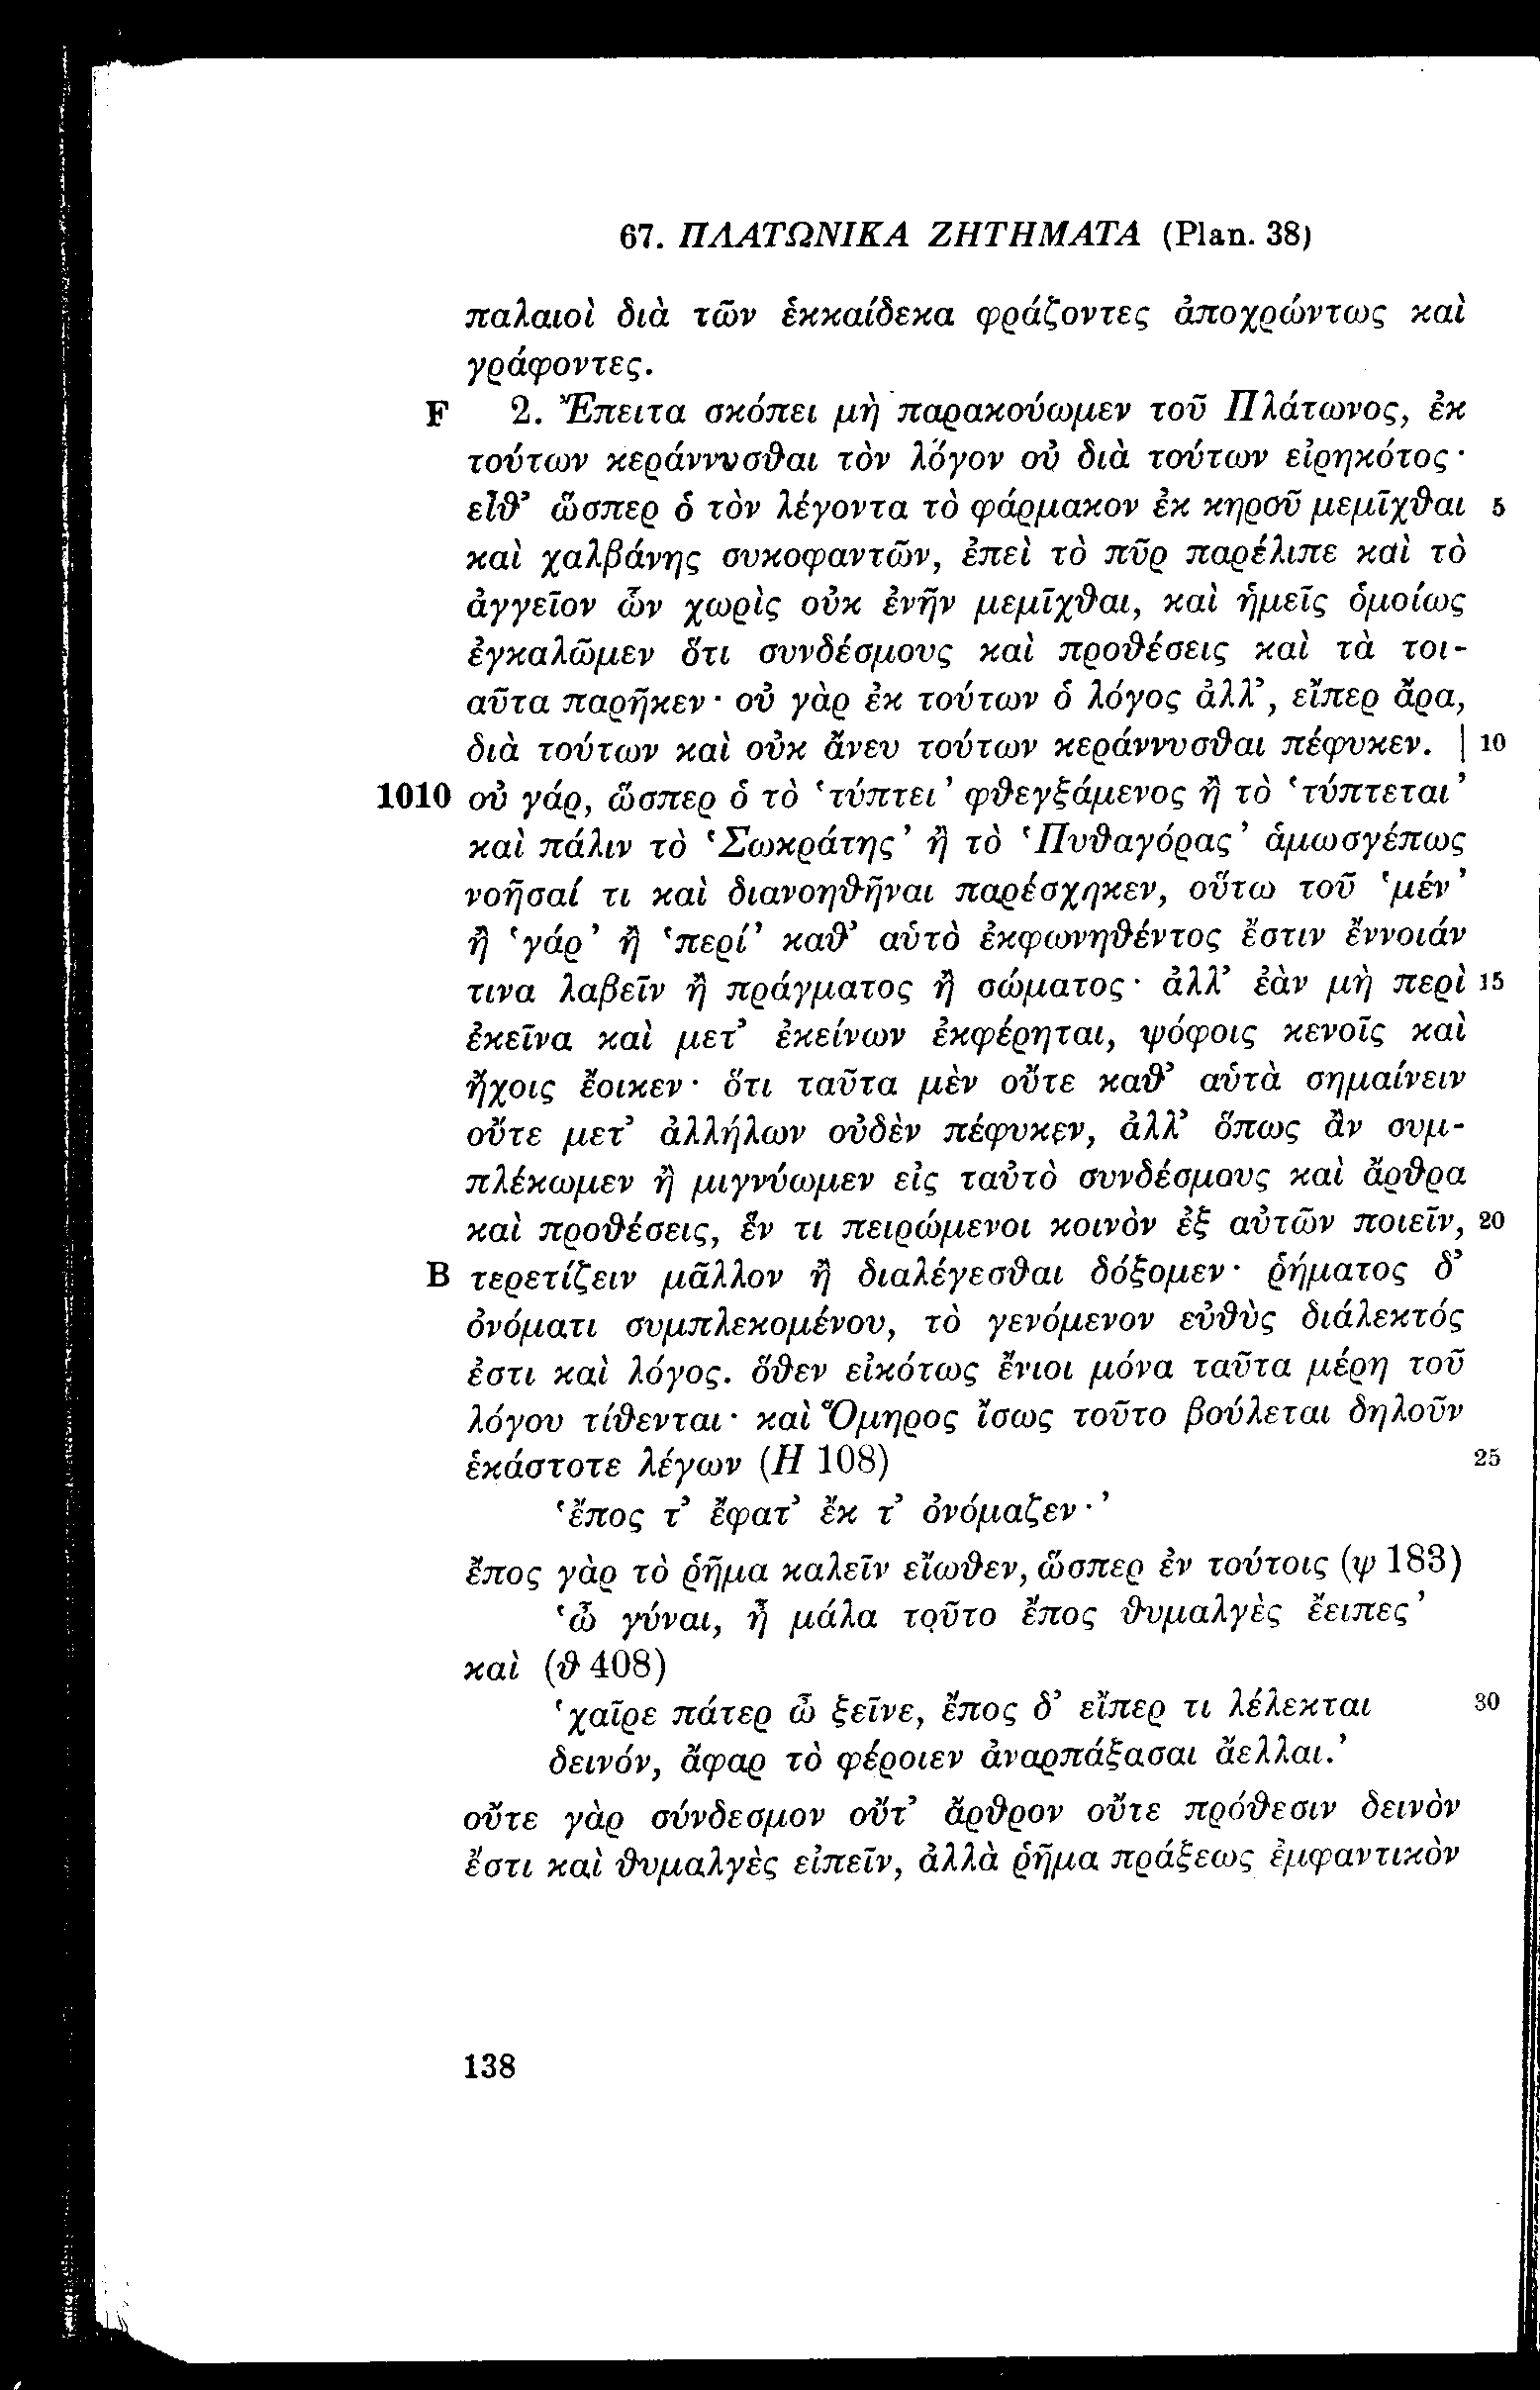 67. ΠΛΑΤΩΝΙΚΑ ΖΗΤΗΜΑΤΑ (Plan. 38)
παλαιοὶ διὰ τῶν ἑκκαίδεκα φράζοντες ἀποχρώντως καὶ
γράφοντες.
F 2. Ἔπειτα σκόπει μὴ παρακούωμεν τοῦ Πλάτωνος, ἐκ
τούτων κεράννυσθαι τὸν λόγον οὐ διὰ τούτων εἰρηκότος·
εἶθ’ ὥσπερ ὁ τὸν λέγοντα τὸ φάρμακον ἐκ κηροῦ μεμῖχθαι 5
καὶ χαλβάνης συκοφαντῶν, ἐπεὶ τὸ πῦρ παρέλιπε καὶ τὸ
ἀγγεῖον ὧν χωρὶς οὐκ ἐνῆν μεμῖχθαι, καὶ ἡμεῖς ὁμοίως
ἐγκαλῶμεν ὅτι συνδέσμους καὶ προθέσεις καὶ τὰ τοι-
αῦτα παρῆκεν· οὐ γὰρ ἐκ τούτων ὁ λόγος ἀλλ’, εἴπερ ἄρα,
διὰ τούτων καὶ οὐκ ἄνευ τούτων κεράννυσθαι πέφυκεν. | 10
1010 οὐ γάρ, ὥσπερ ὁ τὸ ‘τύπτει’ φθεγξάμενος ἢ τὸ ‘τύπτεται’
καὶ πάλιν τὸ ‘Σωκράτης’ ἢ τὸ ‘Πυθαγόρας’ ἁμωσγέπως
νοῆσαί τι καὶ διανοηθῆναι παρέσχηκεν, οὕτω τοῦ ‘μέν’
ἢ ‘γάρ’ ἢ ‘περί’ καθ’ αὑτὸ ἐκφωνηθέντος ἔστιν ἔννοιάν
τινα λαβεῖν ἢ πράγματος ἢ σώματος· ἀλλ’ ἐὰν μὴ περὶ 15
ἐκεῖνα καὶ μετ’ ἐκείνων ἐκφέρηται, ψόφοις κενοῖς καὶ
ἤχοις ἔοικεν· ὅτι ταῦτα μὲν οὔτε καθ’ αὑτὰ σημαίνειν
οὔτε μετ’ ἀλλήλων οὐδὲν πέφυκεν, ἀλλ’ ὅπως ἂν συμ-
πλέκωμεν ἢ μιγνύωμεν εἰς ταὐτὸ συνδέσμους καὶ ἄρθρα
καὶ προθέσεις, ἕν τι πειρώμενοι κοινὸν ἐξ αὐτῶν ποιεῖν, 20
B τερετίζειν μᾶλλον ἢ διαλέγεσθαι δόξομεν· ῥήματος δ’
ὀνόματι συμπλεκομένου, τὸ γενόμενον εὐθὺς διάλεκτός
ἐστι καὶ λόγος. ὅθεν εἰκότως ἔνιοι μόνα ταῦτα μέρη τοῦ
λόγου τίθενται· καὶ Ὅμηρος ἴσως τοῦτο βούλεται δηλοῦν
ἑκάστοτε λέγων (Η 108) 25
‘ἔπος τ’ ἔφατ’ ἔκ τ’ ὀνόμαζεν·’
ἔπος γὰρ τὸ ῥῆμα καλεῖν εἴωθεν, ὥσπερ ἐν τούτοις (ψ 183)
‘ὦ γύναι, ἦ μάλα τοῦτο ἔπος θυμαλγὲς ἔειπες’
καὶ (θ 408)
‘χαῖρε πάτερ ὦ ξεῖνε, ἔπος δ’ εἴπερ τι λέλεκται 30
δεινόν, ἄφαρ τὸ φέροιεν ἀναρπάξασαι ἄελλαι.’
οὔτε γὰρ σύνδεσμον οὔτ’ ἄρθρον οὔτε πρόθεσιν δεινὸν
ἔστι καὶ θυμαλγὲς εἰπεῖν, ἀλλὰ ῥῆμα πράξεως ἐμφαντικὸν
138